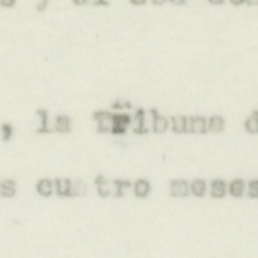 , la Tribune d
s cuatro meses